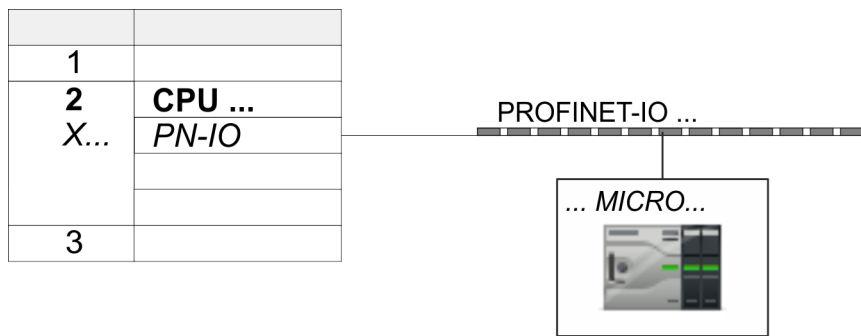 1
2 CPU ...
X... PN-IO
3
PROFINET-IO ...
... MICRO...